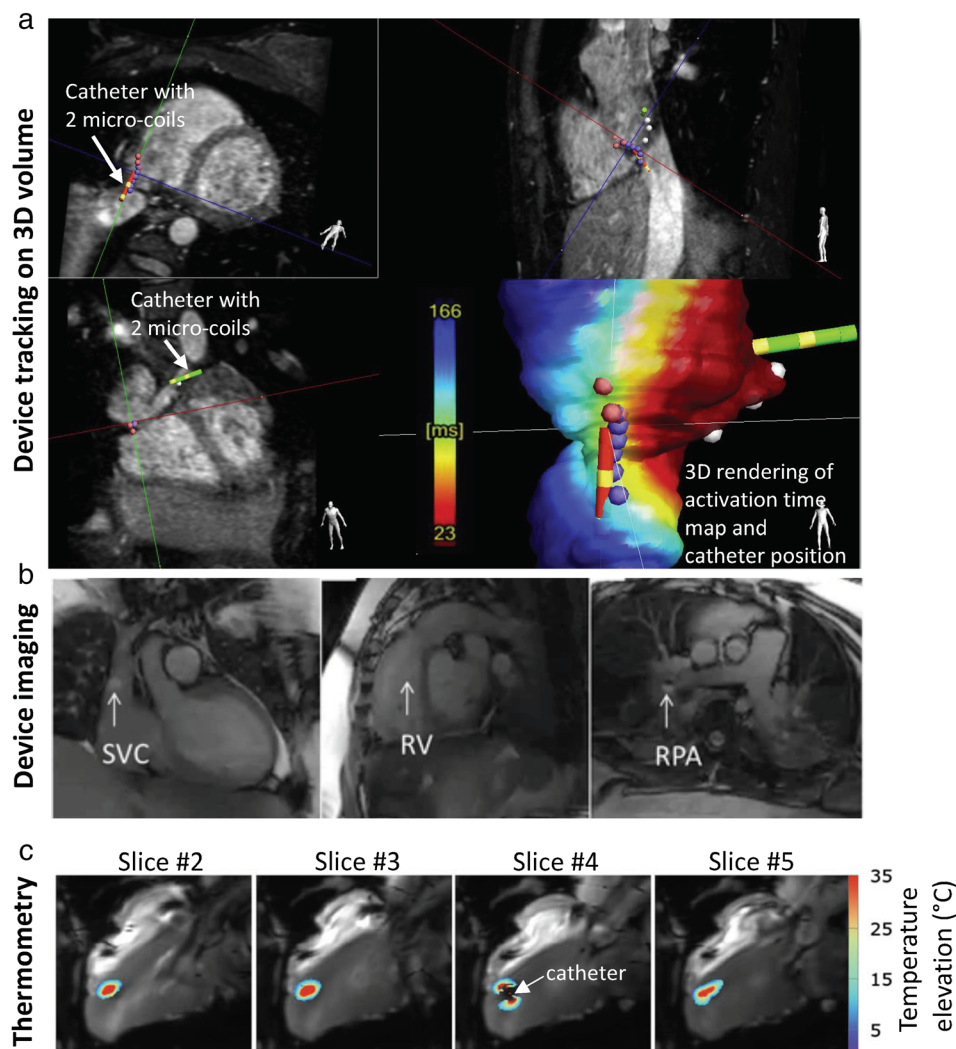 a
Device tracking on 3D volume
Catheter with
2 micro-coils
Catheter with
2 micro-coils
166
[ms]
23
3D rendering of
activation time
map and
catheter position
b
Device imaging
SVC
RV
RPA
c
Thermometry
Slice #2
Slice #3
Slice #4
Slice #5
catheter
35
25
15
5
Temperature
elevation (°C)